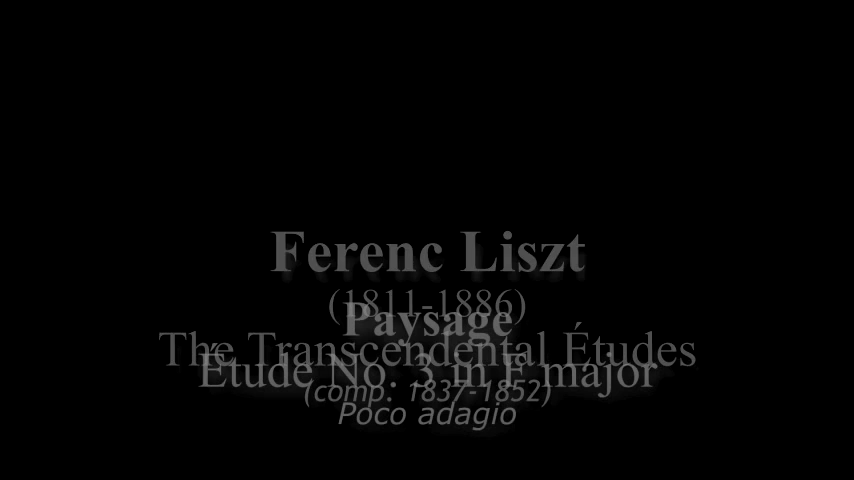 Ferenc Liszt
(1811-1886)
Paysage
The Transcendental Études
Étude No. 3 in F major
(comp: 1837-1852)
Poco adagio